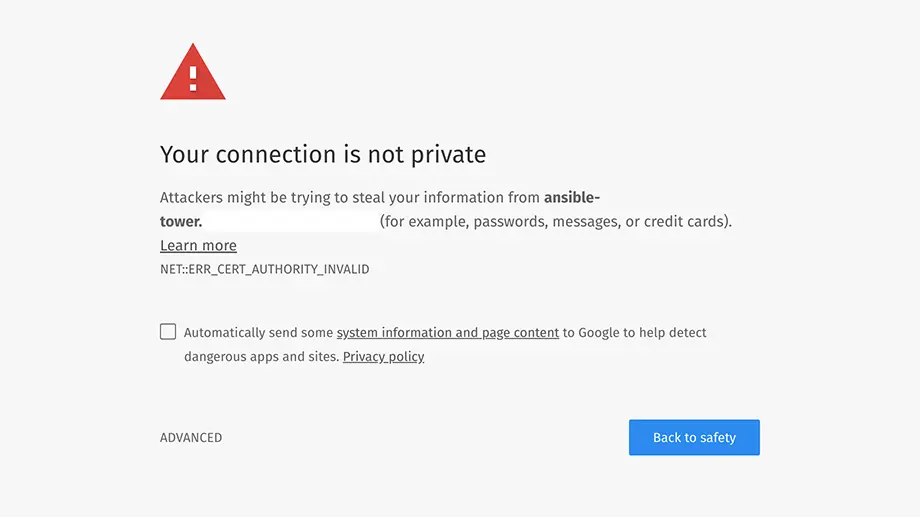 Your connection is not private
Attackers might be trying to steal your information from ansible-
tower. (for example, passwords, messages, or credit cards).
Learn more
NET::ERR_CERT_AUTHORITY_INVALID
Automatically send some system information and page content to Google to help detect
dangerous apps and sites. Privacy policy
ADVANCED
Back to safety